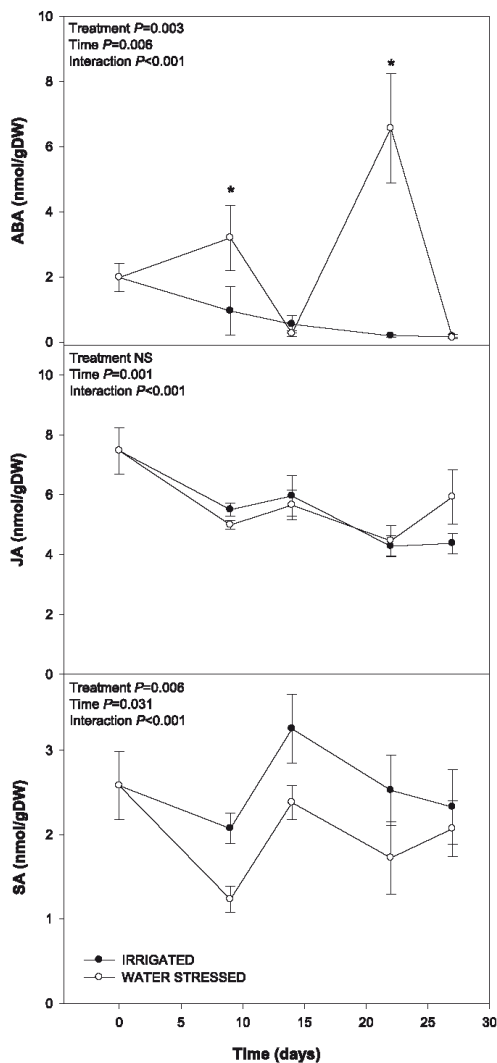 10
Treatment P=0.003
Time P=0.006
Interaction P<0.001
*
*
8
6
4
2
0
ABA (nmol/gDW)
Treatment NS
Time P=0.001
Interaction P<0.001
10
8
6
4
2
0
JA (nmol/gDW)
Treatment P=0.006
Time P=0.031
Interaction P<0.001
3
2
1
0
SA (nmol/gDW)
IRRIGATED
WATER STRESSED
0 5 10 15 20 25 30
Time (days)